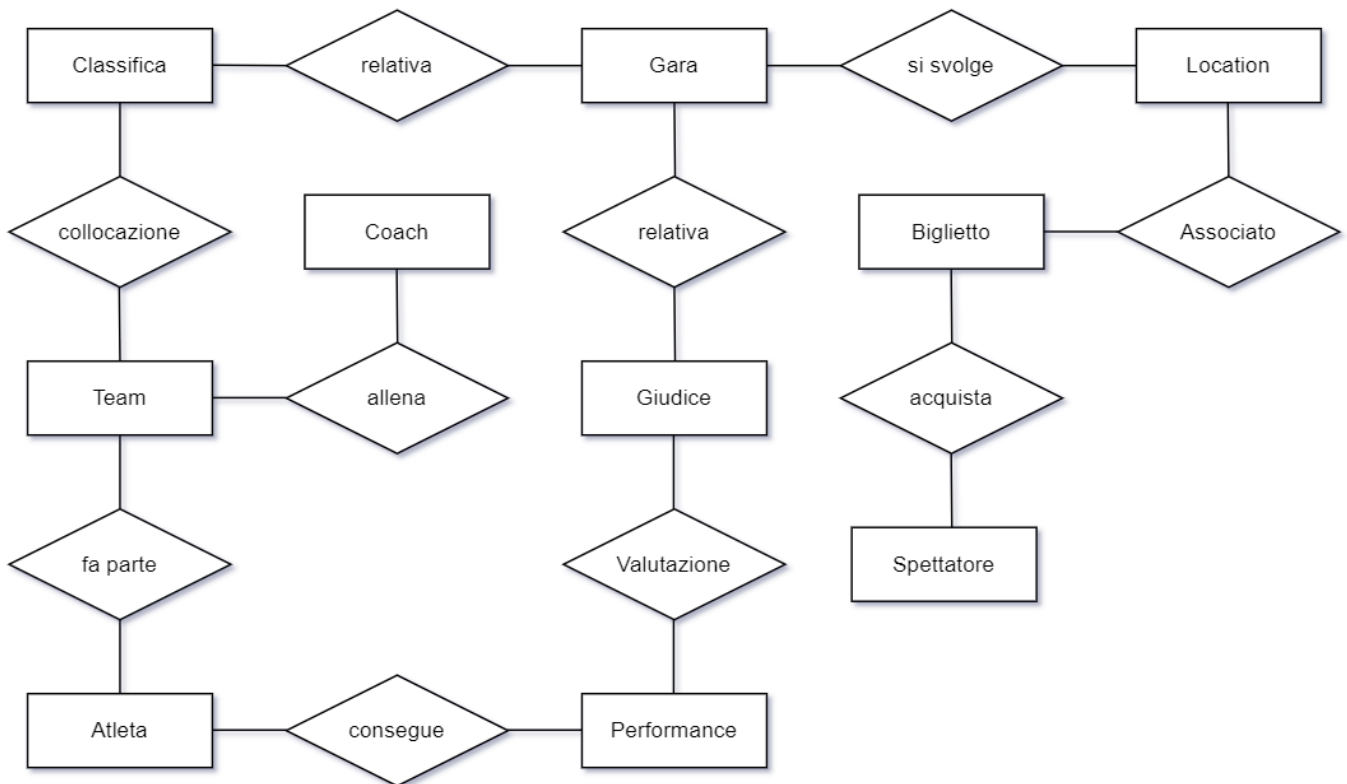 Classifica
relativa
Gara
si svolge
Location
collocazione
Coach
relativa
Biglietto
Associato
Team
allena
Giudice
acquista
fa parte
Valutazione
Spettatore
Atleta
consegue
Performance